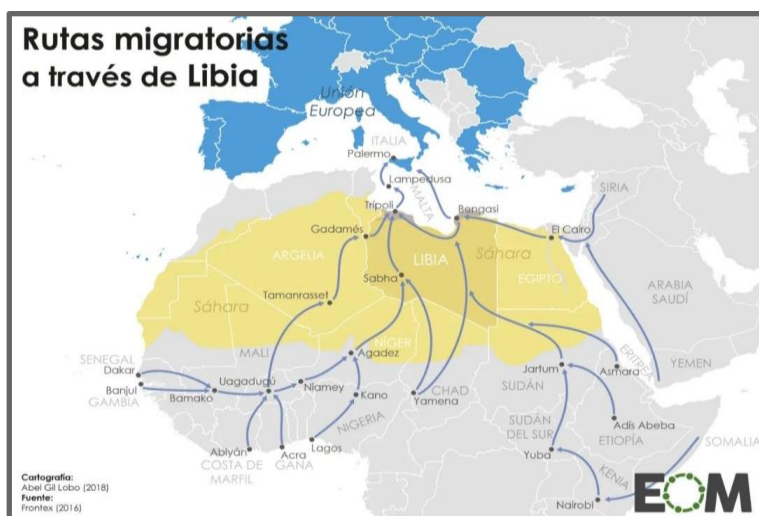 Rutas migratorias
a través de Libia
Unión
Europea
ITALIA
Palermo
Lampedusa
MALTA
Trípoli
Bengasi
SIRIA
Gadamés
El Cairo
ARGELIA
LIBIA
Sáhara
EGIPTO
ARABIA
SAUDÍ
Sabha
Tamanrasset
Sáhara
MALI
NÍGER
SENEGAL
Dakar
Agadez
ERITREA
YEMEN
Banjul
GAMBIA
Bamako
Uagadugú
Niamey
Kano
CHAD
Yamena
Jartum
SUDÁN
Asmara
NIGERIA
Adís Abeba
ETIOPÍA
Abiyán
COSTA DE
MARFIL
Acra
GANA
Lagos
SUDÁN
DEL SUR
Yuba
SOMALIA
KENIA
Nairobi
Cartografía:
Abel Gil Lobo (2018)
Fuente:
Frontex (2016)
EOM